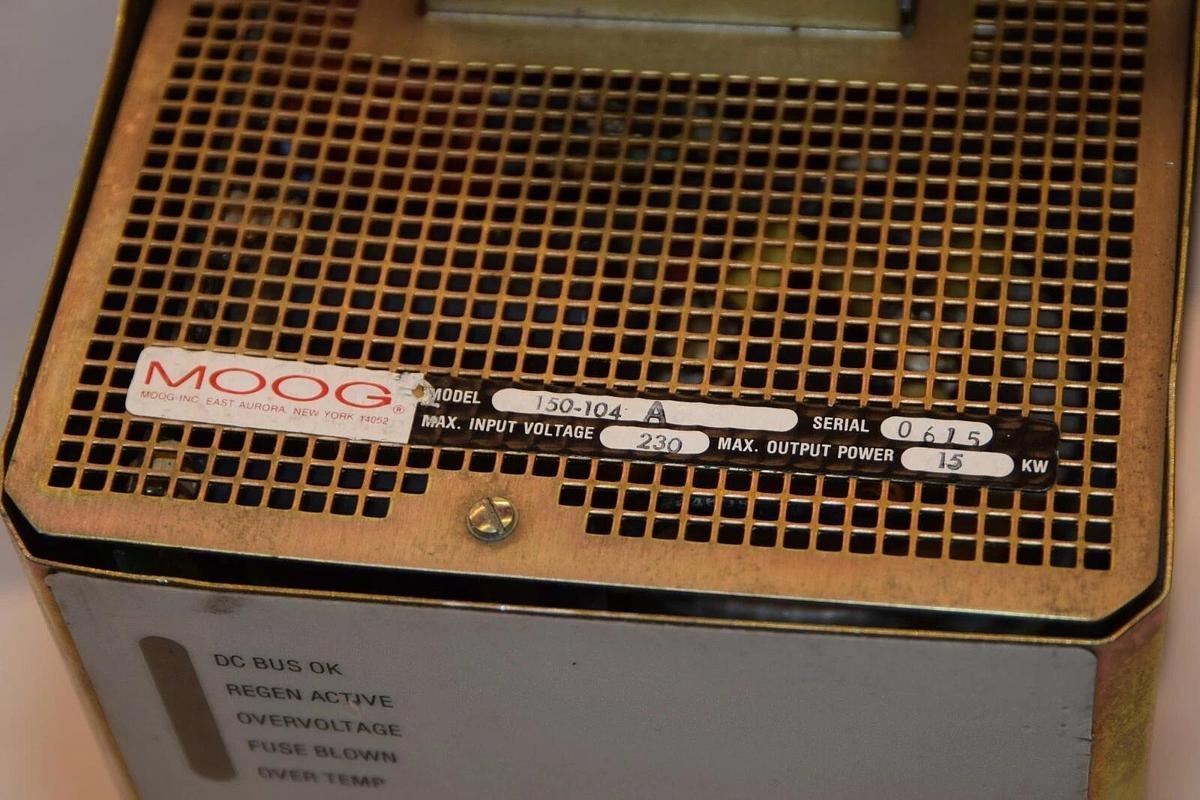 MOOG®
MOOG INC. EAST AURORA, NEW YORK 14052
MODEL 150-104 A SERIAL 0615
MAX. INPUT VOLTAGE 230 MAX. OUTPUT POWER 15 KW
DC BUS OK
REGEN ACTIVE
OVERVOLTAGE
FUSE BLOWN
OVER TEMP